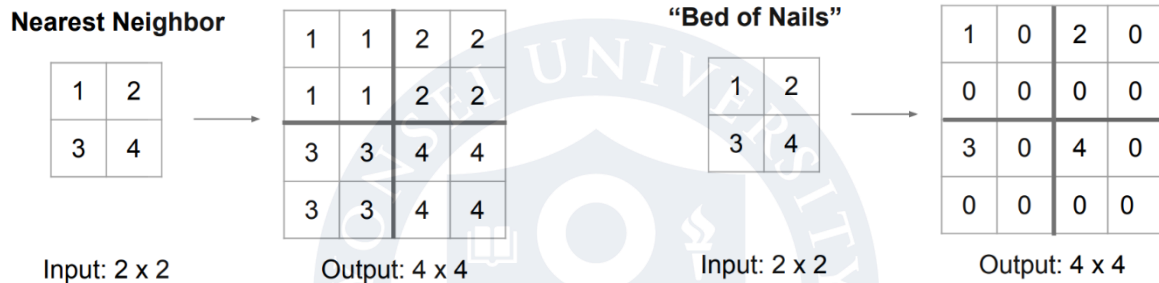 Nearest Neighbor
1 2
3 4
Input: 2 x 2
1 1 2 2
1 1 2 2
3 3 4 4
3 3 4 4
Output: 4 x 4
“Bed of Nails”
1 2
3 4
Input: 2 x 2
1 0 2 0
0 0 0 0
3 0 4 0
0 0 0 0
Output: 4 x 4
ONSEI UNIVERSITY